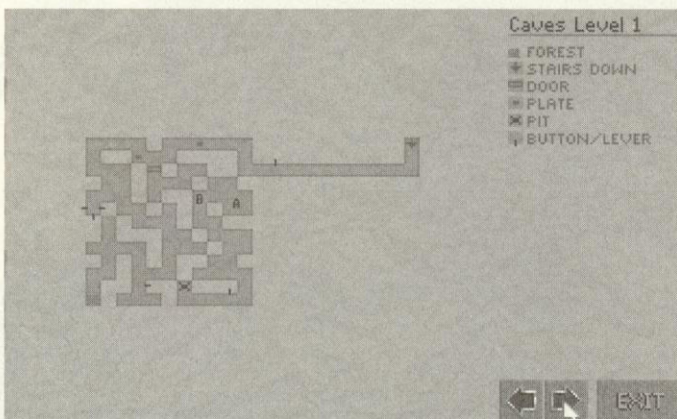 Caves Level 1
FOREST
STAIRS DOWN
DOOR
PLATE
PIT
BUTTON/LEVER
B
A
EXIT